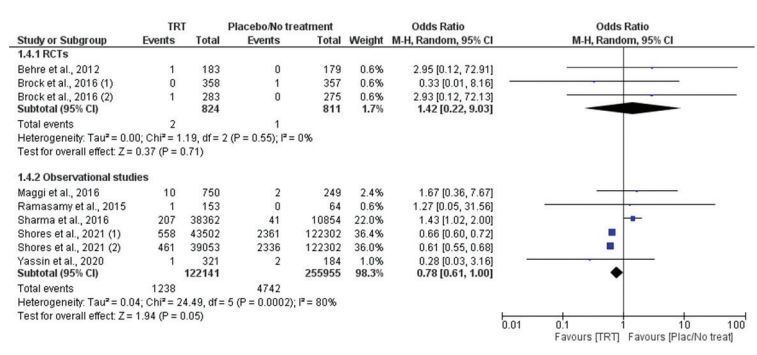 TRT Placebo/No treatment Odds Ratio Odds Ratio
Study or Subgroup Events Total Events Total Weight M-H, Random, 95% CI M-H, Random, 95% CI
1.4.1 RCTs
Behre et al., 2012 1 183 0 179 0.6% 2.95 [0.12, 72.91]
Brock et al., 2016 (1) 0 358 1 357 0.6% 0.33 [0.01, 8.16]
Brock et al., 2016 (2) 1 283 0 275 0.6% 2.93 [0.12, 72.13]
Subtotal (95% CI) 824 811 1.7% 1.42 [0.22, 9.03]
Total events 2 1
Heterogeneity: Tau² = 0.00; Chi² = 1.19, df = 2 (P = 0.55); I² = 0%
Test for overall effect: Z = 0.37 (P = 0.71)
1.4.2 Observational studies
Maggi et al., 2016 10 750 2 249 2.4% 1.67 [0.36, 7.67]
Ramasamy et al., 2015 1 153 0 64 0.6% 1.27 [0.05, 31.56]
Sharma et al., 2016 207 38362 41 10854 22.0% 1.43 [1.02, 2.00]
Shores et al., 2021 (1) 558 43502 2361 122302 36.4% 0.66 [0.60, 0.72]
Shores et al., 2021 (2) 461 39053 2336 122302 36.0% 0.61 [0.55, 0.68]
Yassin et al., 2020 1 321 2 184 1.0% 0.28 [0.03, 3.16]
Subtotal (95% CI) 122141 255955 98.3% 0.78 [0.61, 1.00]
Total events 1238 4742
Heterogeneity: Tau² = 0.04; Chi² = 24.49, df = 5 (P = 0.0002); I² = 80%
Test for overall effect: Z = 1.94 (P = 0.05)
0.01 0.1 1 10 100
Favours [TRT] Favours [Plac/No treat]